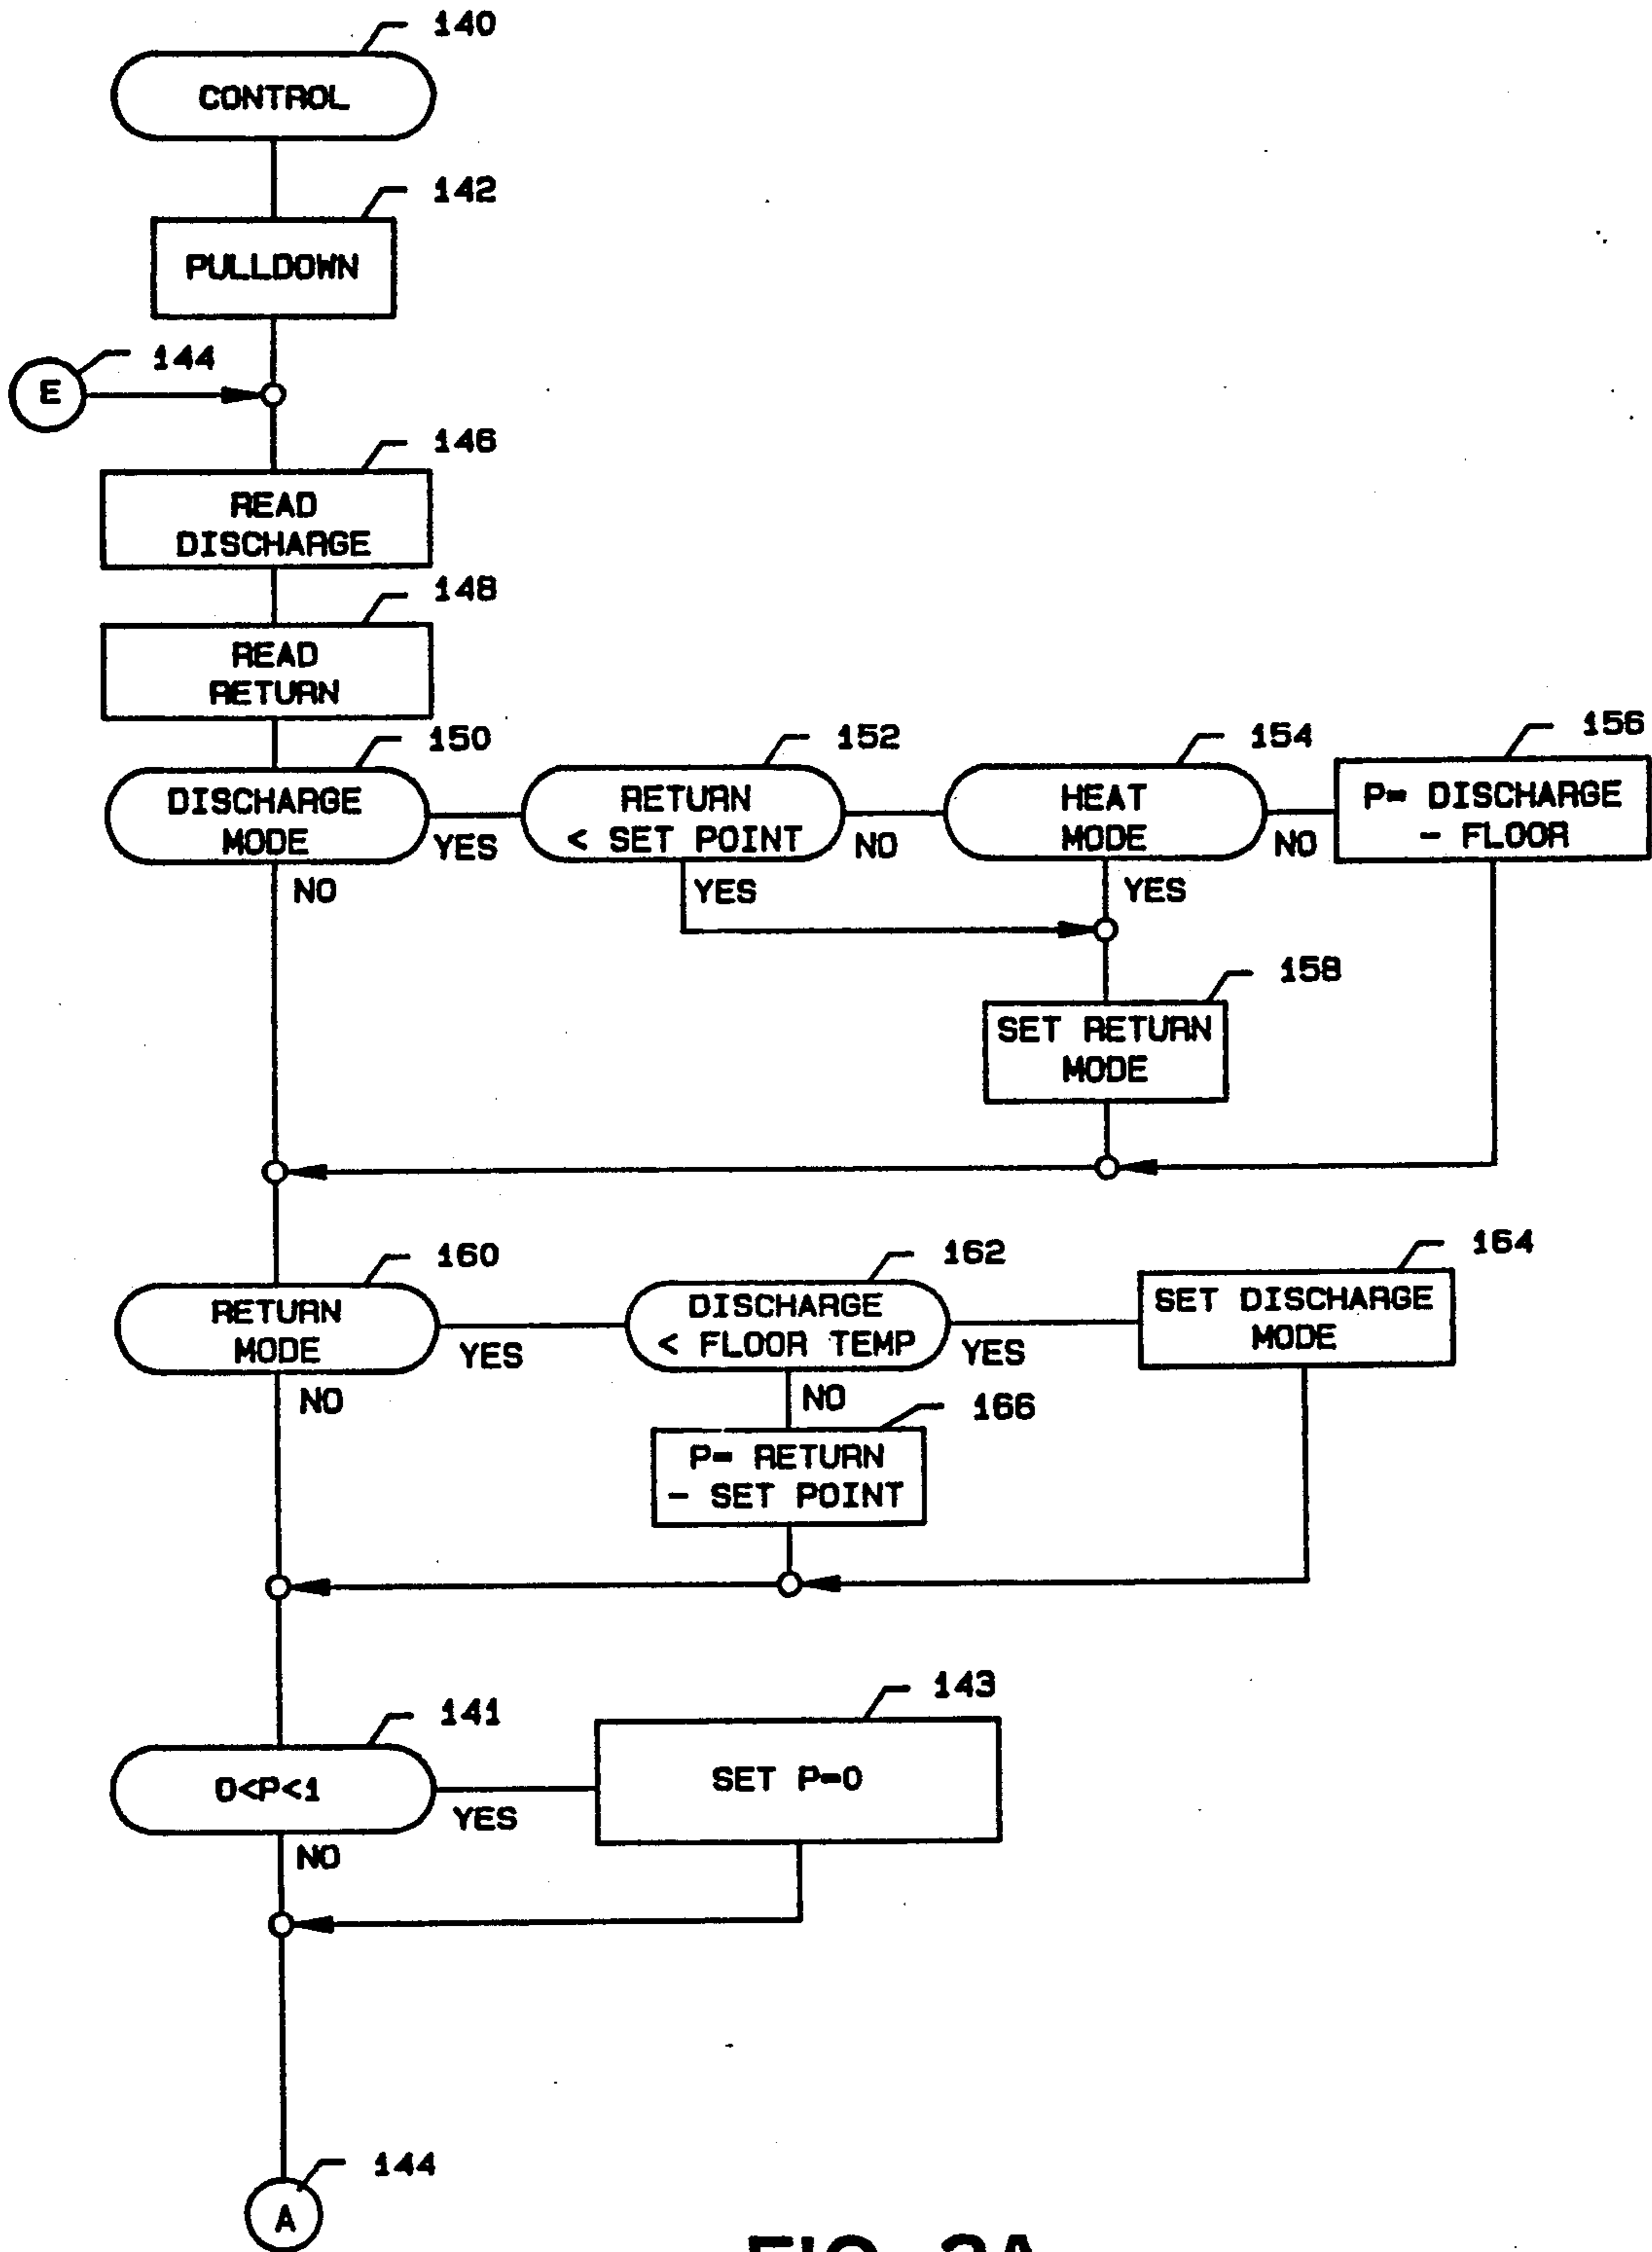 140
CONTROL
142
PULLDOWN
144
E
146
READ
DISCHARGE
148
READ
RETURN
150
DISCHARGE
MODE
YES
NO
152
RETURN
< SET POINT
NO
YES
154
HEAT
MODE
NO
YES
156
P= DISCHARGE
- FLOOR
158
SET RETURN
MODE
160
RETURN
MODE
YES
NO
162
DISCHARGE
< FLOOR TEMP
YES
NO
164
SET DISCHARGE
MODE
166
P= RETURN
- SET POINT
141
0<P<1
YES
NO
143
SET P=0
144
A